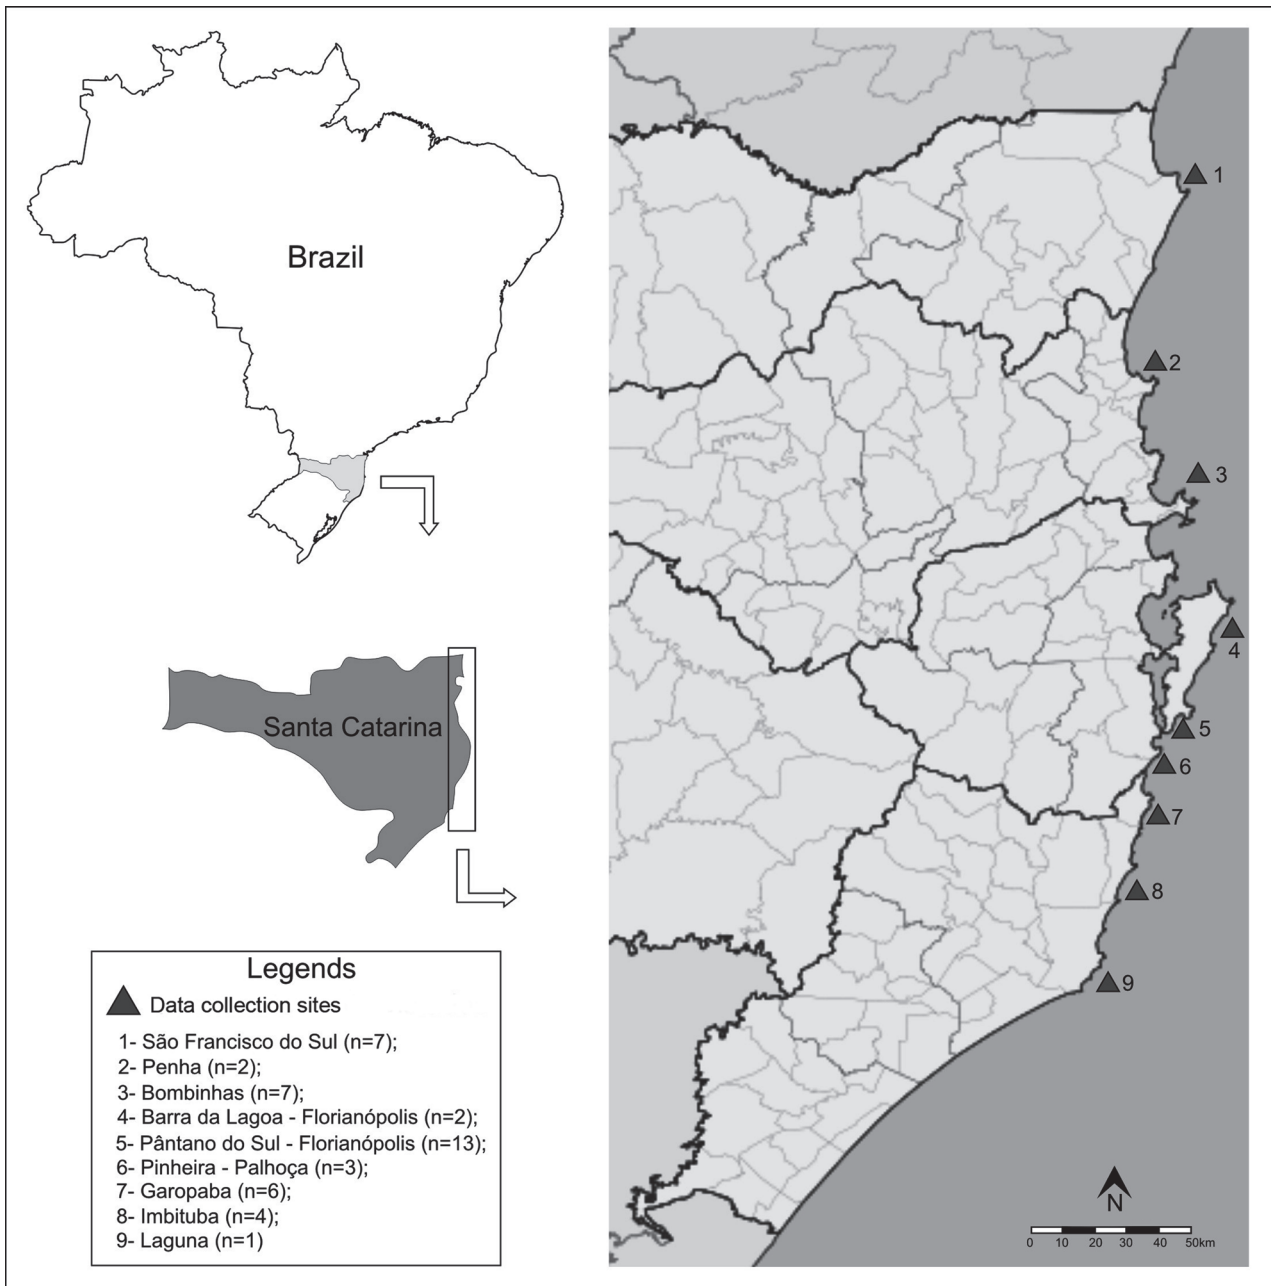 Brazil
Santa Catarina
Legends
Data collection sites
1- São Francisco do Sul (n=7);
2- Penha (n=2);
3- Bombinhas (n=7);
4- Barra da Lagoa - Florianópolis (n=2);
5- Pântano do Sul - Florianópolis (n=13);
6- Pinheira - Palhoça (n=3);
7- Garopaba (n=6);
8- Imbituba (n=4);
9- Laguna (n=1)
1
2
3
4
5
6
7
8
9
N
0 10 20 30 40 50km